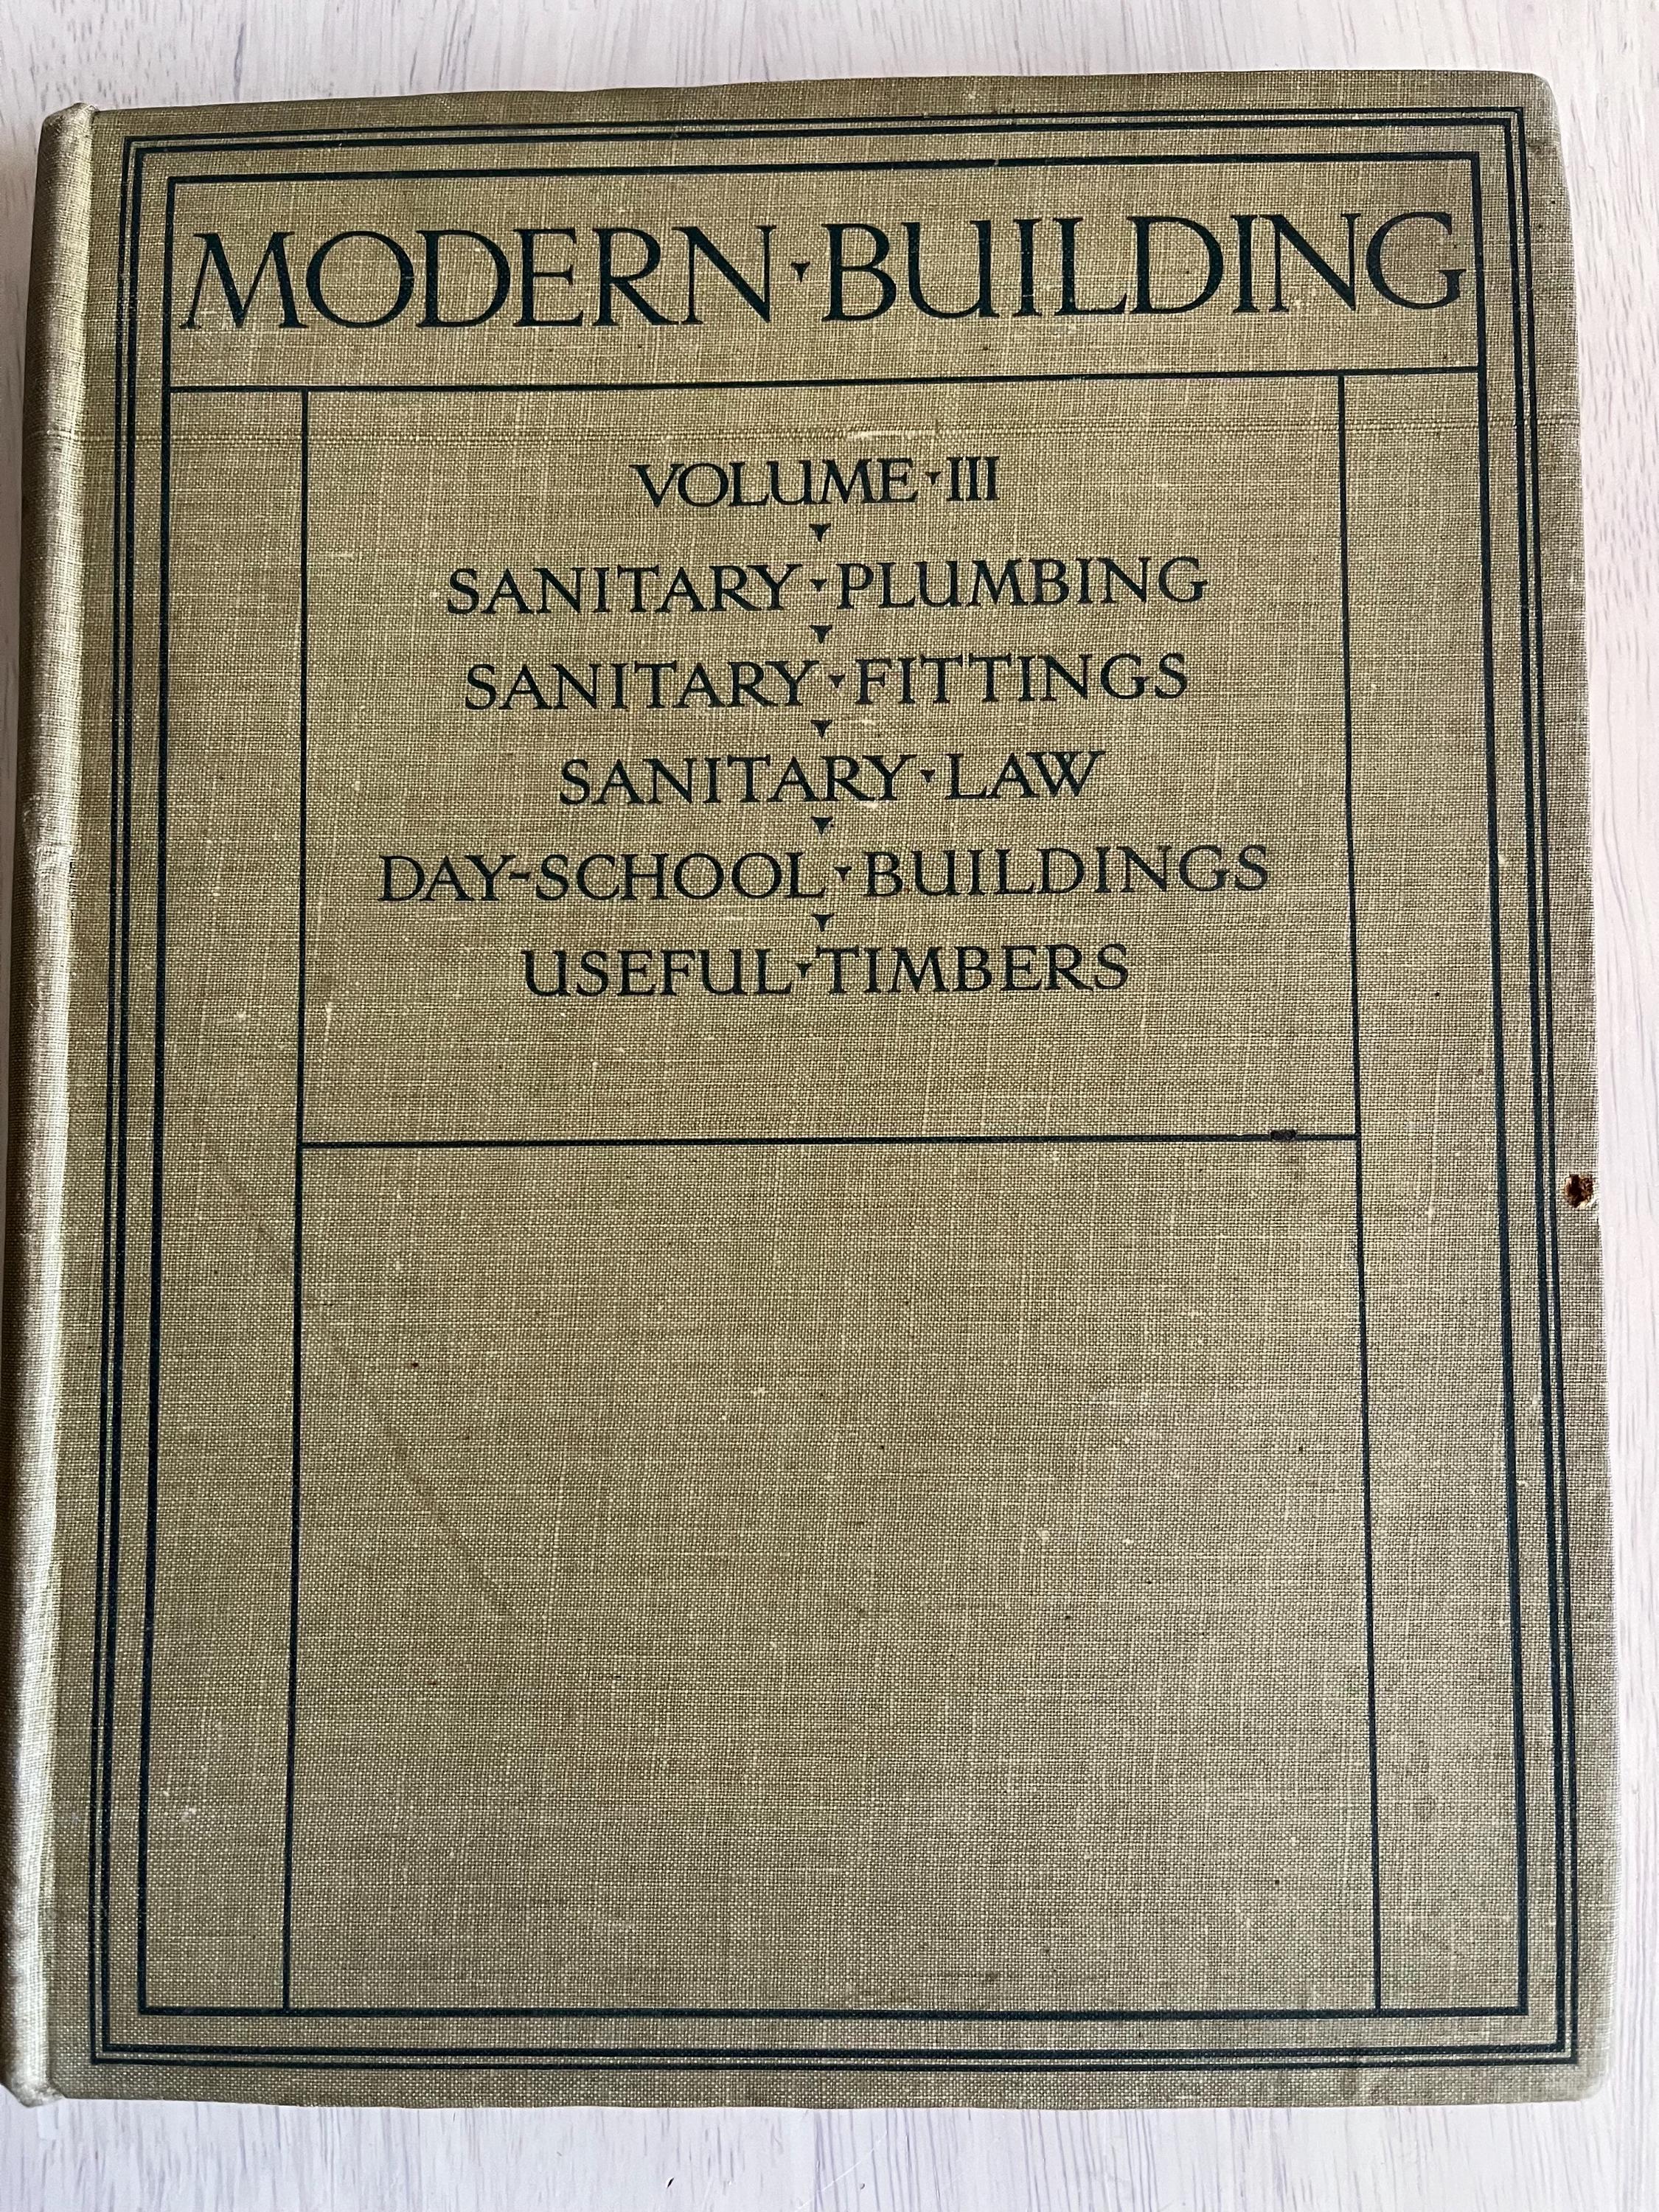 MODERN▾BUILDING
VOLUME▾III
SANITARY▾PLUMBING
SANITARY▾FITTINGS
SANITARY▾LAW
DAY-SCHOOL▾BUILDINGS
USEFUL▾TIMBERS